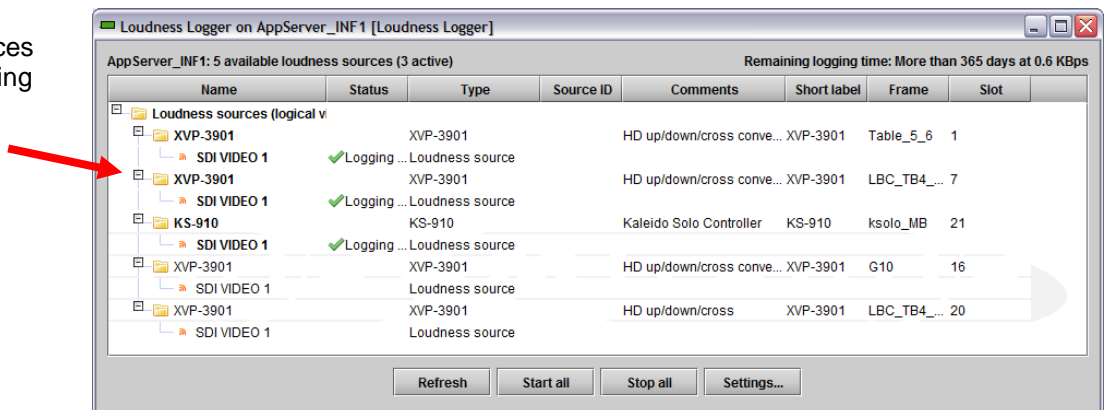 Loudness Logger on AppServer_INF1 [Loudness Logger]
AppServer_INF1: 5 available loudness sources (3 active) Remaining logging time: More than 365 days at 0.6 KBps
Name Status Type Source ID Comments Short label Frame Slot
Loudness sources (logical vi
XVP-3901 XVP-3901 HD up/down/cross conve... XVP-3901 Table_5_6 1
SDI VIDEO 1 Logging ... Loudness source
XVP-3901 XVP-3901 HD up/down/cross conve... XVP-3901 LBC_TB4_... 7
SDI VIDEO 1 Logging ... Loudness source
KS-910 KS-910 Kaleido Solo Controller KS-910 ksolo_MB 21
SDI VIDEO 1 Logging ... Loudness source
XVP-3901 XVP-3901 HD up/down/cross conve... XVP-3901 G10 16
SDI VIDEO 1 Loudness source
XVP-3901 XVP-3901 HD up/down/cross XVP-3901 LBC_TB4_... 20
SDI VIDEO 1 Loudness source
Refresh Start all Stop all Settings...